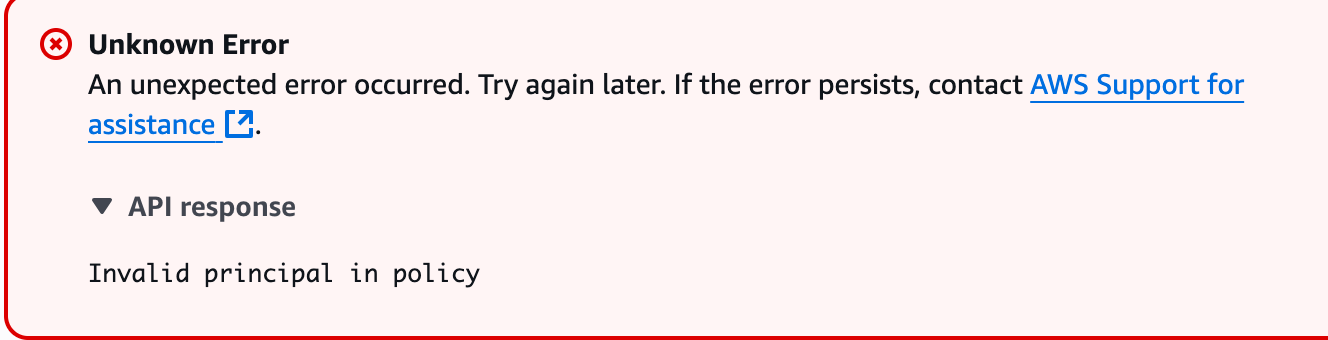 Unknown Error
An unexpected error occurred. Try again later. If the error persists, contact AWS Support for
assistance.
API response
Invalid principal in policy